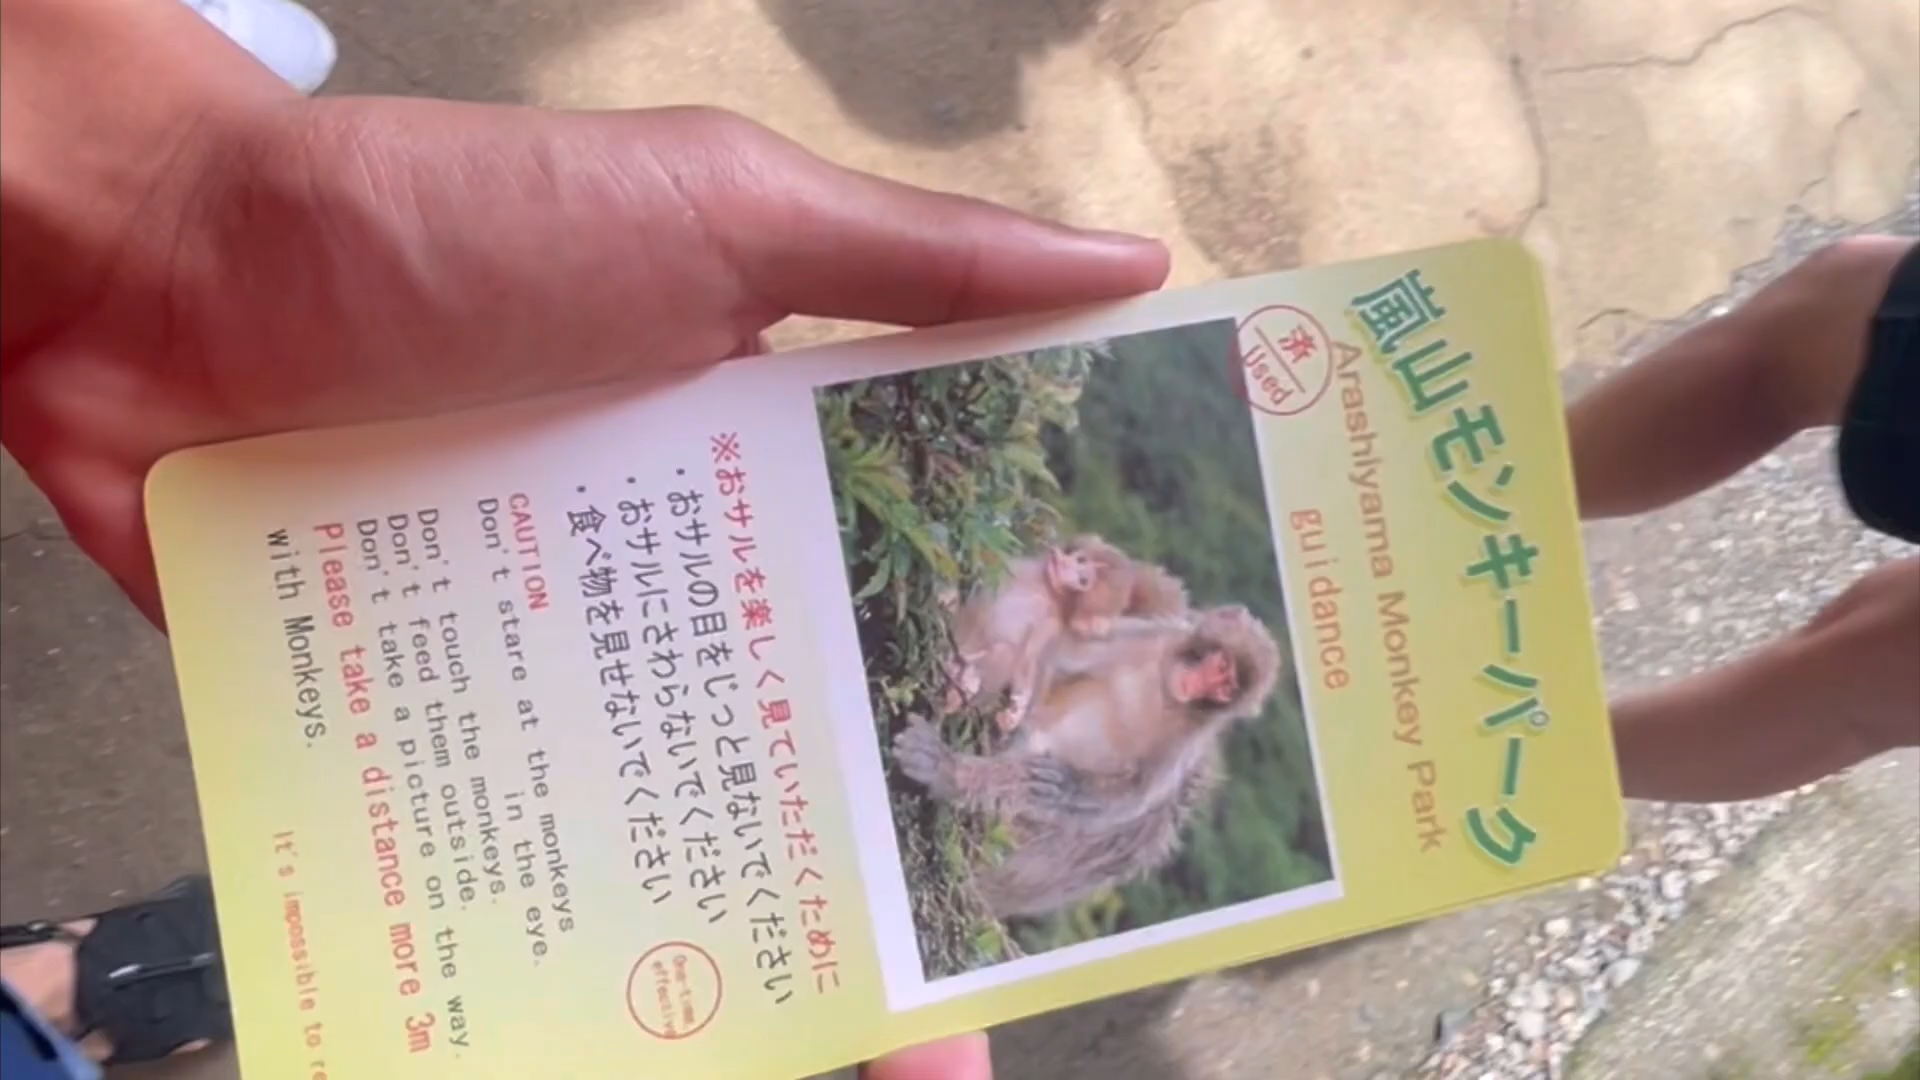 嵐山モンキーパーク
Arashiyama Monkey Park
guidance
済
Used
※おサルを楽しく見ていただくために
・おサルの目をじっと見ないでください
・おサルにさわらないでください
・食べ物を見せないでください
CAUTION
Don't stare at the monkeys
in the eye.
Don't touch the monkeys.
Don't feed them outside.
Don't take a picture on the way.
Please take a distance more 3m
with Monkeys.
One-time
effective
It's impossible to re